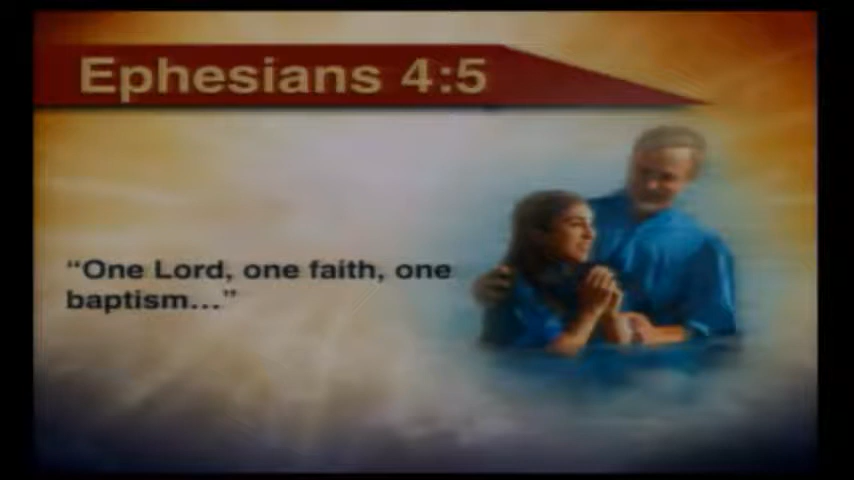 Ephesians 4:5
“One Lord, one faith, one
baptism...”